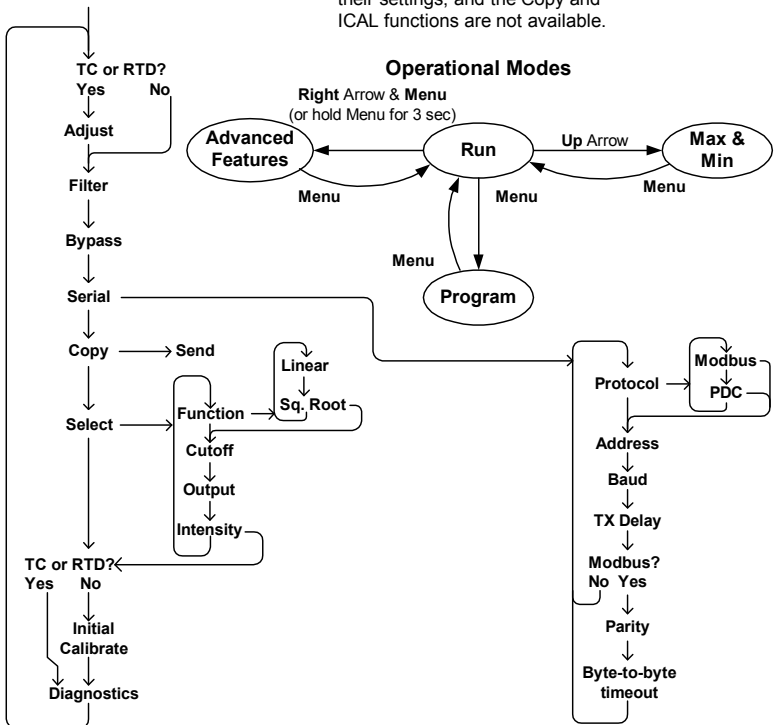 their settings, and the Copy and
ICAL functions are not available.
Operational Modes
Right Arrow & Menu
(or hold Menu for 3 sec)
Advanced
Features
Run
Up Arrow
Max &
Min
Menu
Menu
Menu
Menu
Program
TC or RTD?
Yes No
Adjust
Filter
Bypass
Serial
Copy
Send
Select
Function
Linear
Sq. Root
Cutoff
Output
Intensity
TC or RTD?
Yes No
Initial
Calibrate
Diagnostics
Protocol
Modbus
PDC
Address
Baud
TX Delay
Modbus?
No Yes
Parity
Byte-to-byte
timeout